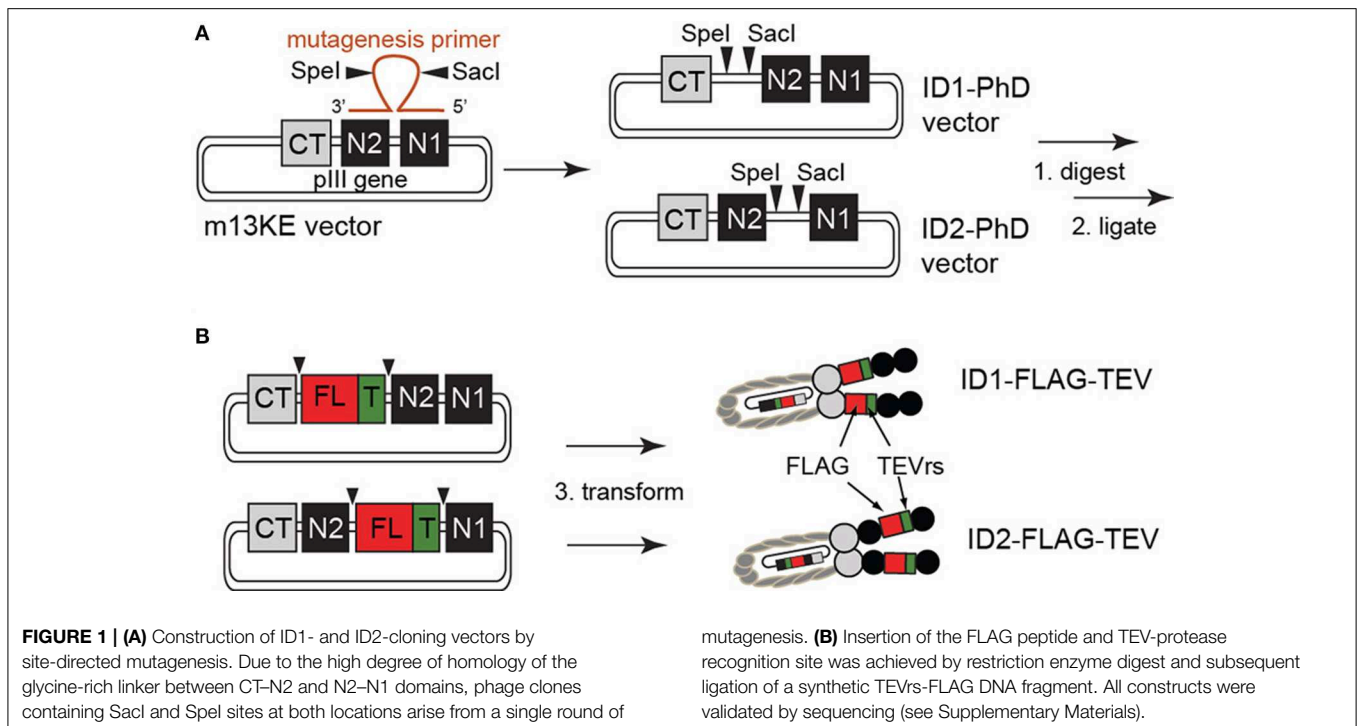 A
mutagenesis primer
SpeI SacI
3’ 5’
CT N2 N1
pIII gene
m13KE vector
SpeI SacI
CT N2 N1
ID1-PhD
vector
SpeI SacI
CT N2 N1
ID2-PhD
vector
1. digest
2. ligate
B
CT FL T N2 N1
CT N2 FL T N1
3. transform
ID1-FLAG-TEV
FLAG TEVrs
ID2-FLAG-TEV
FIGURE 1 | (A) Construction of ID1- and ID2-cloning vectors by
site-directed mutagenesis. Due to the high degree of homology of the
glycine-rich linker between CT–N2 and N2–N1 domains, phage clones
containing SacI and SpeI sites at both locations arise from a single round of
mutagenesis. (B) Insertion of the FLAG peptide and TEV-protease
recognition site was achieved by restriction enzyme digest and subsequent
ligation of a synthetic TEVrs-FLAG DNA fragment. All constructs were
validated by sequencing (see Supplementary Materials).